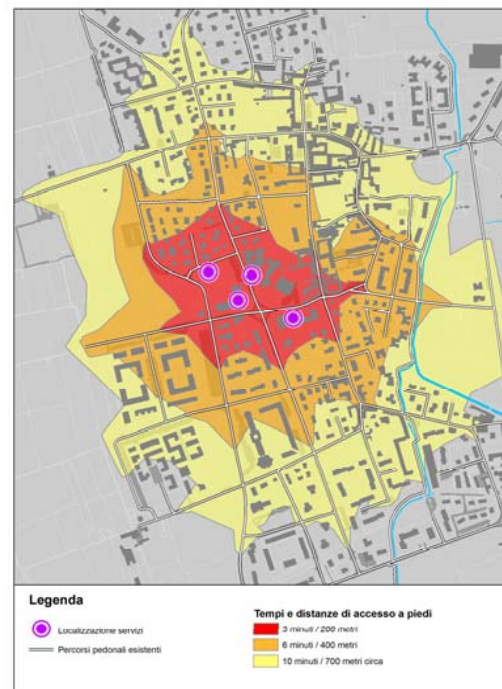 Legenda
Localizzazione servizi
Percorsi pedonali esistenti
Tempi e distanze di accesso a piedi
3 minuti / 200 metri
6 minuti / 400 metri
10 minuti / 700 metri circa